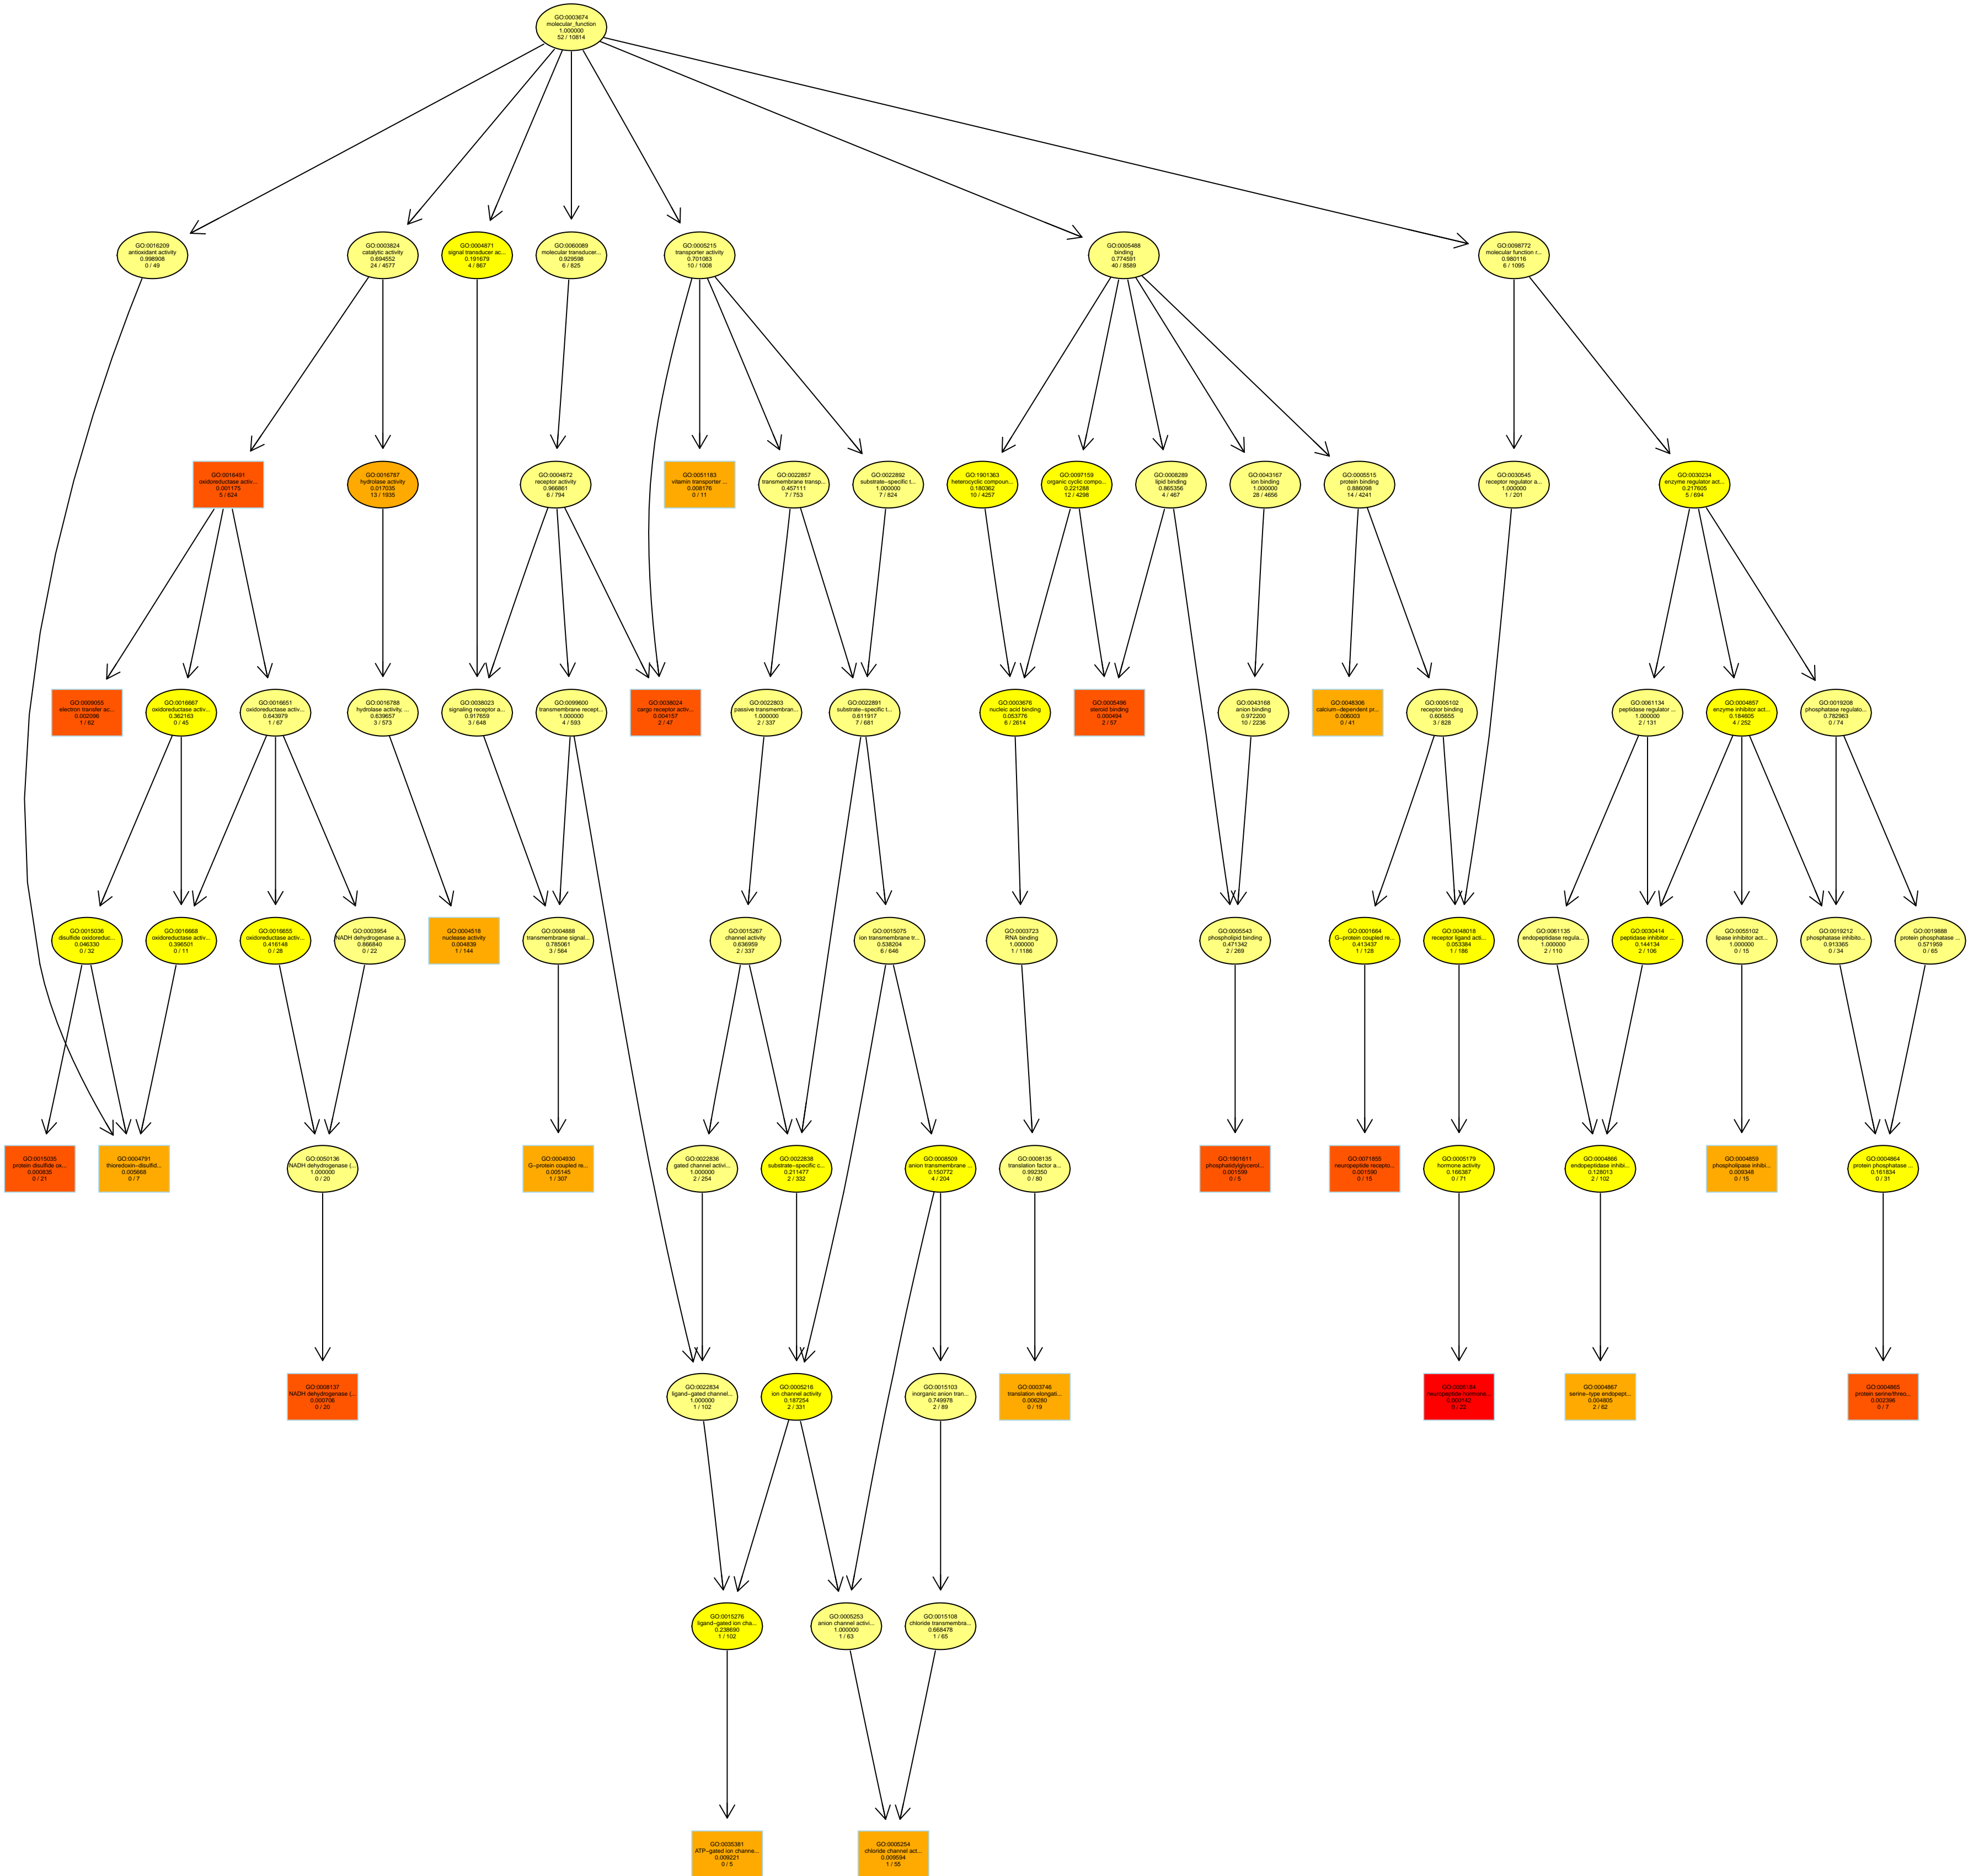 GO:0003674
molecular_function
1.000000
52 / 10814
GO:0016209
antioxidant activity
0.998908
0 / 49
GO:0003824
catalytic activity
0.694552
24 / 4577
GO:0004871
signal transducer ac...
0.191679
4 / 867
GO:0060089
molecular transducer...
0.929598
6 / 825
GO:0005215
transporter activity
0.701083
10 / 1008
GO:0005488
binding
0.774591
40 / 8589
GO:0098772
molecular function r...
0.980116
6 / 1095
GO:0016491
oxidoreductase activ...
0.001175
5 / 624
GO:0016787
hydrolase activity
0.017035
13 / 1935
GO:0004872
receptor activity
0.966861
6 / 794
GO:0051183
vitamin transporter ...
0.008176
0 / 11
GO:0022857
transmembrane transp...
0.457111
7 / 753
GO:0022892
substrate-specific t...
1.000000
7 / 824
GO:1901363
heterocyclic compoun...
0.180362
10 / 4257
GO:0097159
organic cyclic compo...
0.221288
12 / 4298
GO:0008289
lipid binding
0.865356
4 / 467
GO:0043167
ion binding
1.000000
28 / 4656
GO:0005515
protein binding
0.886098
14 / 4241
GO:0030545
receptor regulator a...
1.000000
1 / 201
GO:0030234
enzyme regulator act...
0.217605
5 / 694
GO:0009055
electron transfer ac...
0.002098
1 / 62
GO:0016667
oxidoreductase activ...
0.362163
0 / 45
GO:0016651
oxidoreductase activ...
0.643979
1 / 67
GO:0016788
hydrolase activity, ...
0.639657
3 / 573
GO:0038023
signaling receptor a...
0.917659
3 / 648
GO:0099600
transmembrane recept...
1.000000
4 / 593
GO:0038024
cargo receptor activ...
0.004157
2 / 47
GO:0022803
passive transmembran...
1.000000
2 / 337
GO:0022891
substrate-specific t...
0.611917
7 / 681
GO:0003676
nucleic acid binding
0.053776
6 / 2614
GO:0005496
steroid binding
0.000494
2 / 57
GO:0043168
anion binding
0.972200
10 / 2236
GO:0048306
calcium-dependent pr...
0.006003
0 / 41
GO:0005102
receptor binding
0.605655
3 / 828
GO:0061134
peptidase regulator ...
1.000000
2 / 131
GO:0004857
enzyme inhibitor act...
0.184605
4 / 252
GO:0019208
phosphatase regulato...
0.782963
0 / 74
GO:0015036
disulfide oxidoreduc...
0.046330
0 / 32
GO:0016668
oxidoreductase activ...
0.396501
0 / 11
GO:0016655
oxidoreductase activ...
0.416148
0 / 28
GO:0003954
NADH dehydrogenase a...
0.866840
0 / 22
GO:0004518
nuclease activity
0.004839
1 / 144
GO:0004888
transmembrane signal...
0.785061
3 / 564
GO:0015267
channel activity
0.636959
2 / 337
GO:0015075
ion transmembrane tr...
0.538204
6 / 646
GO:0003723
RNA binding
1.000000
1 / 1186
GO:0005543
phospholipid binding
0.471342
2 / 269
GO:0001664
G-protein coupled re...
0.413437
1 / 128
GO:0048018
receptor ligand acti...
0.053384
1 / 186
GO:0061135
endopeptidase regula...
1.000000
2 / 110
GO:0030414
peptidase inhibitor ...
0.144134
2 / 106
GO:0055102
lipase inhibitor act...
1.000000
0 / 15
GO:0019212
phosphatase inhibito...
0.913365
0 / 34
GO:0019888
protein phosphatase ...
0.571959
0 / 65
GO:0015035
protein disulfide ox...
0.000835
0 / 21
GO:0004791
thioredoxin-disulfid...
0.005668
0 / 7
GO:0050136
NADH dehydrogenase (...
1.000000
0 / 20
GO:0004930
G-protein coupled re...
0.005145
1 / 307
GO:0022836
gated channel activi...
1.000000
2 / 254
GO:0022838
substrate-specific c...
0.211477
2 / 332
GO:0008509
anion transmembrane ...
0.150772
4 / 204
GO:0008135
translation factor a...
0.992350
0 / 80
GO:1901611
phosphatidylglycerol...
0.001599
0 / 5
GO:0071855
neuropeptide recepto...
0.001590
0 / 15
GO:0005179
hormone activity
0.166387
0 / 71
GO:0004866
endopeptidase inhibi...
0.128013
2 / 102
GO:0004859
phospholipase inhibi...
0.009348
0 / 15
GO:0004864
protein phosphatase ...
0.161834
0 / 31
GO:0008137
NADH dehydrogenase (...
0.000706
0 / 20
GO:0022834
ligand-gated channel...
1.000000
1 / 102
GO:0005216
ion channel activity
0.187254
2 / 331
GO:0015103
inorganic anion tran...
0.749978
2 / 89
GO:0003746
translation elongati...
0.006280
0 / 19
GO:0008184
neuropeptide hormone...
0.000142
0 / 22
GO:0004867
serine-type endopept...
0.004805
2 / 62
GO:0004865
protein serine/threo...
0.002396
0 / 7
GO:0015276
ligand-gated ion cha...
0.238690
1 / 102
GO:0005253
anion channel activi...
1.000000
1 / 63
GO:0015108
chloride transmembra...
0.668478
1 / 65
GO:0035381
ATP-gated ion channe...
0.009221
0 / 5
GO:0005254
chloride channel act...
0.009594
1 / 55